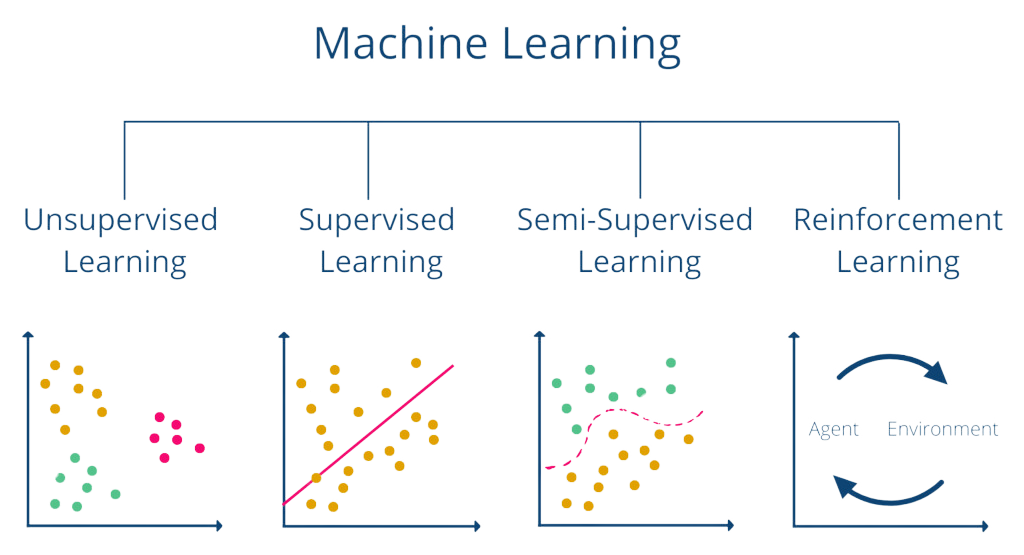 Machine Learning
Unsupervised
Learning
Supervised
Learning
Semi-Supervised
Learning
Reinforcement
Learning
Agent
Environment